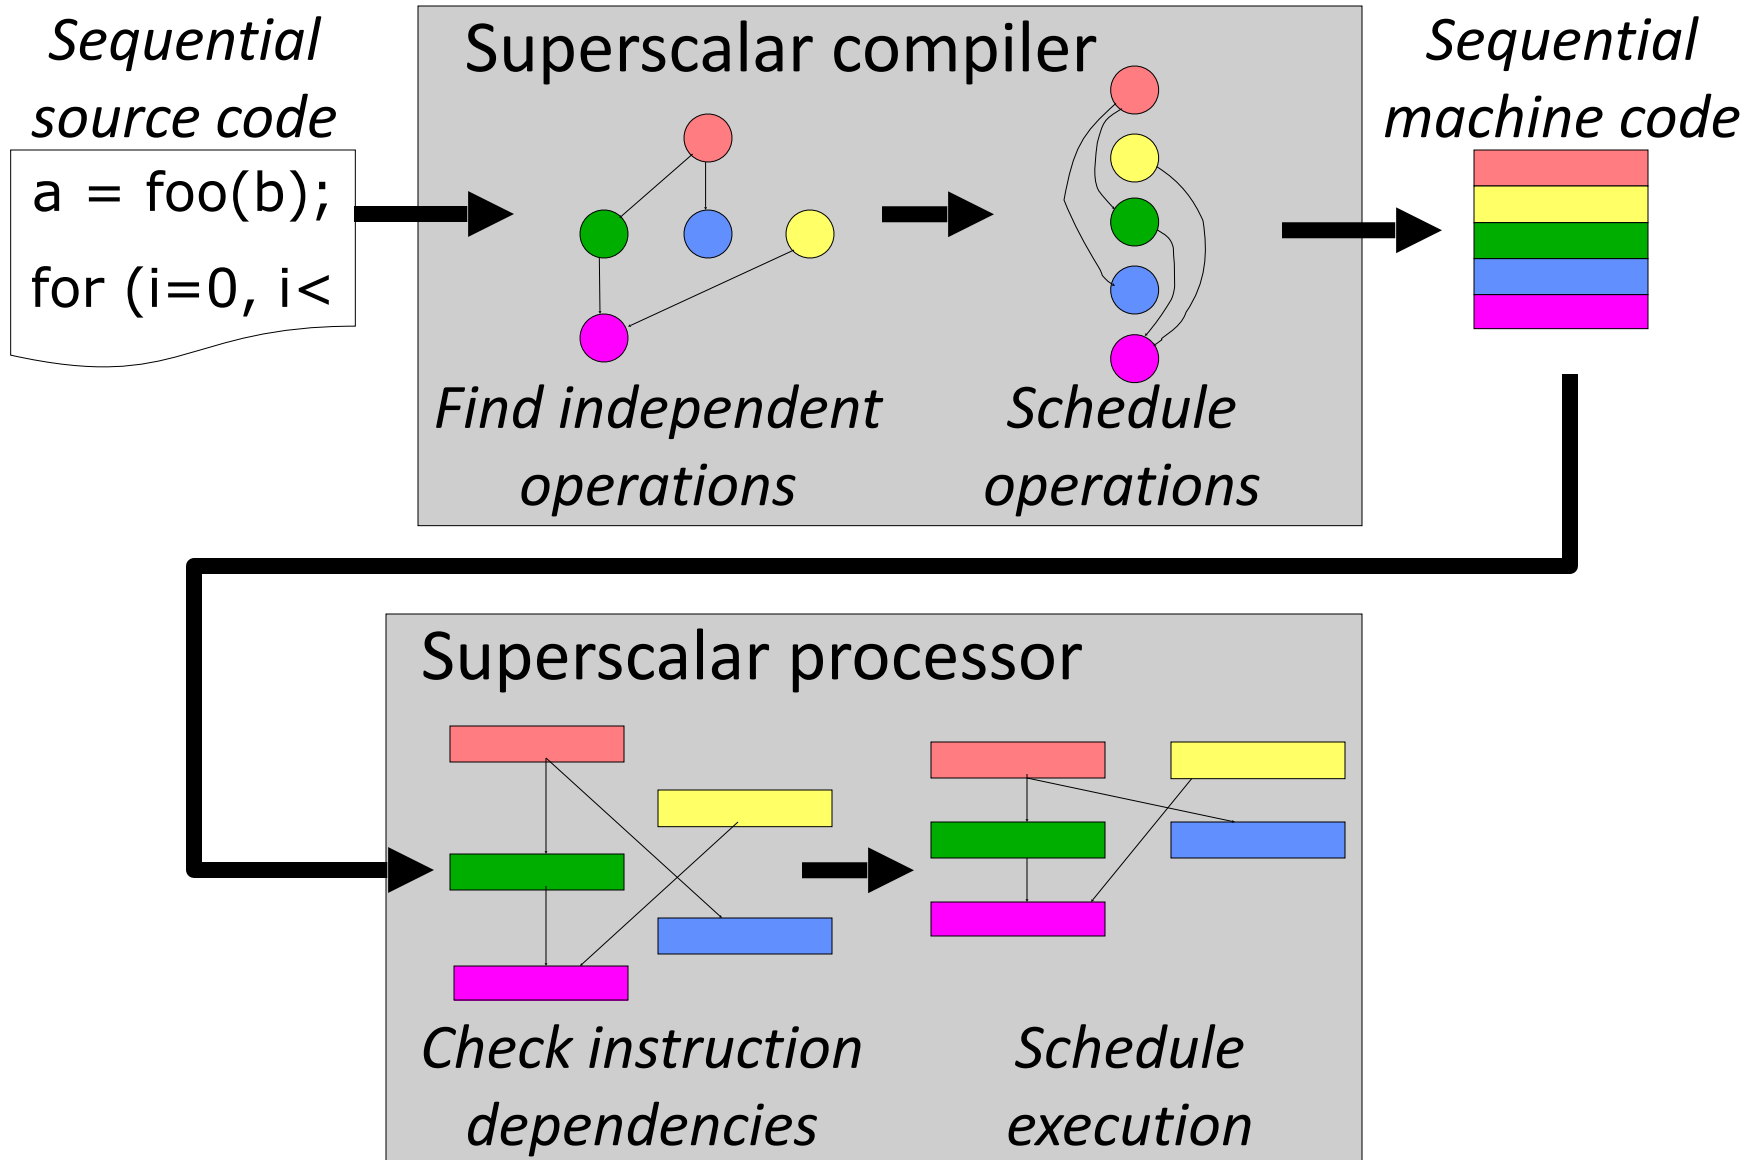 Sequential
source code
a = foo(b);
for (i=0, i<
Superscalar compiler
Find independent
operations
Schedule
operations
Sequential
machine code
Superscalar processor
Check instruction
dependencies
Schedule
execution